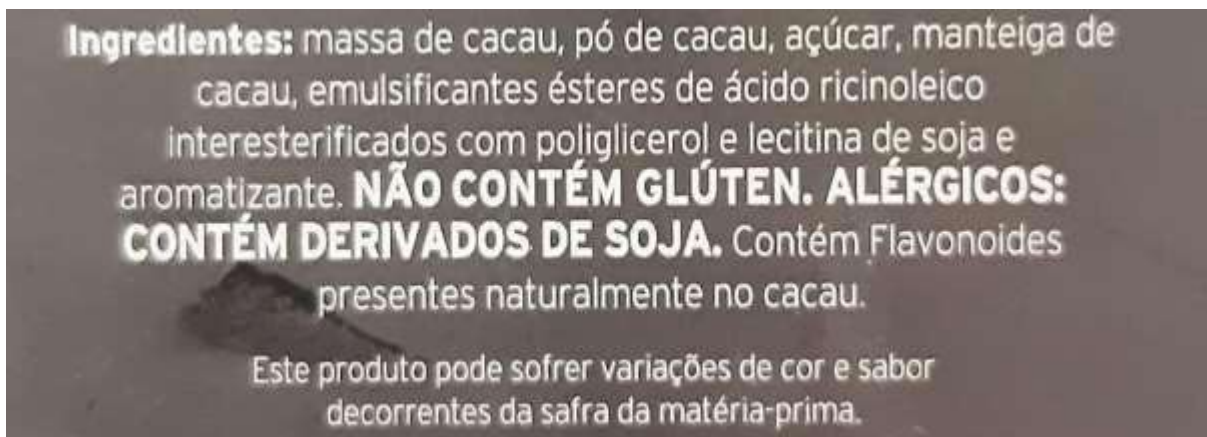 Ingredientes: massa de cacau, pó de cacau, açúcar, manteiga de
cacau, emulsificantes ésteres de ácido ricinoleico
interesterificados com poliglicerol e lecitina de soja e
aromatizante. NÃO CONTÉM GLÚTEN. ALÉRGICOS:
CONTÉM DERIVADOS DE SOJA. Contém Flavonoides
presentes naturalmente no cacau.
Este produto pode sofrer variações de cor e sabor
decorrentes da safra da matéria-prima.